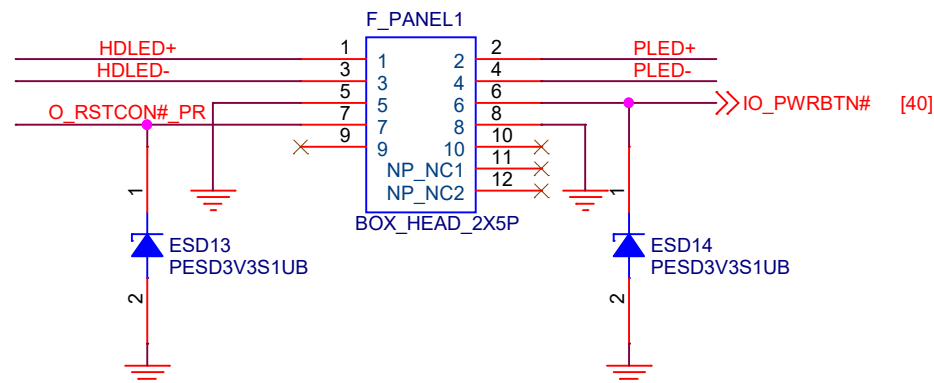 F_PANEL1
HDLED+ 1 1 2 2 PLED+
HDLED- 3 3 4 4 PLED-
5 5 6 6 IO_PWRBTN# [40]
O_RSTCON#_PR 7 7 8 8
9 9 10 10
NP_NC1 11
NP_NC2 12
BOX_HEAD_2X5P
1 1
ESD13 ESD14
PESD3V3S1UB PESD3V3S1UB
2 2